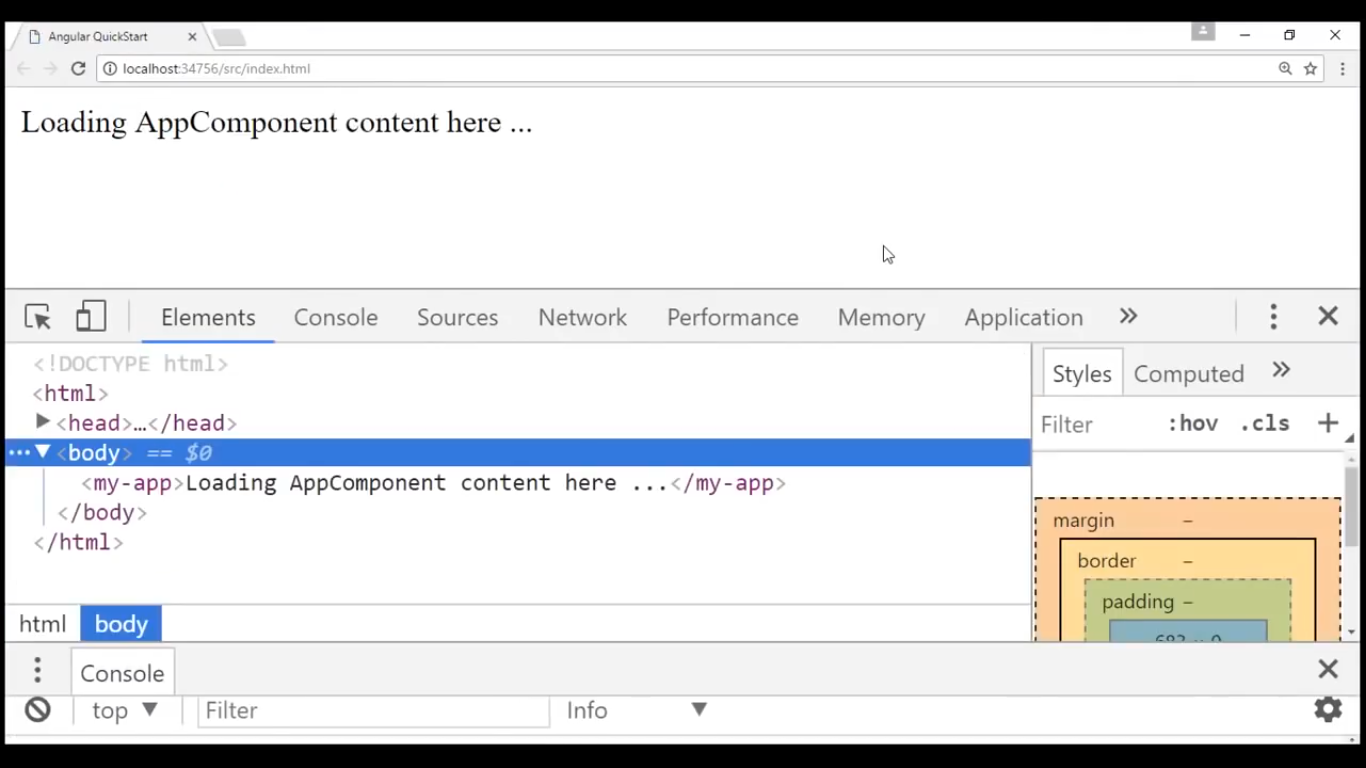 Angular QuickStart
localhost:34756/src/index.html
Loading AppComponent content here ...
Elements Console Sources Network Performance Memory Application »
<!DOCTYPE html>
<html>
<head>…</head>
<body> == $0
<my-app>Loading AppComponent content here ...</my-app>
</body>
</html>
html body
Styles Computed »
Filter :hov .cls +
margin –
border –
padding –
Console
top Filter Info